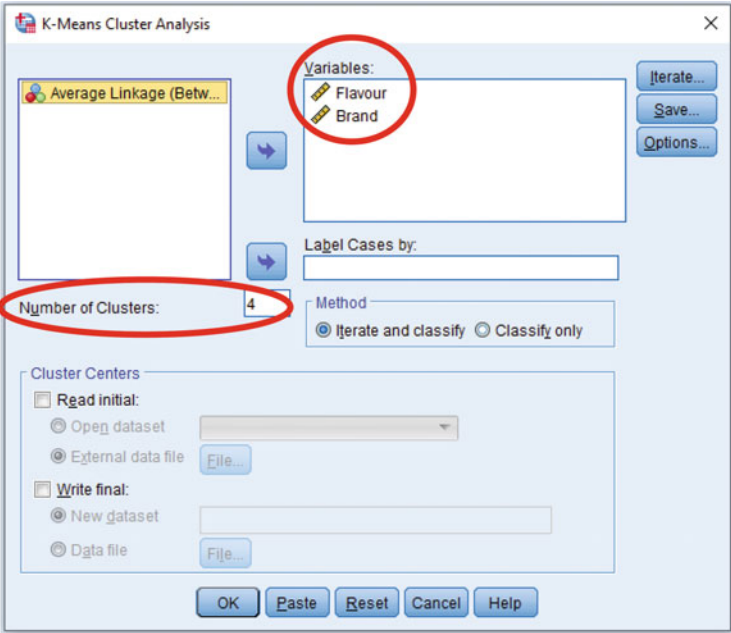 K-Means Cluster Analysis
Average Linkage (Betw...
Variables:
Flavour
Brand
Iterate...
Save...
Options...
Label Cases by:
Number of Clusters: 4
Method
Iterate and classify Classify only
Cluster Centers
Read initial:
Open dataset
External data file File...
Write final:
New dataset
Data file File...
OK Paste Reset Cancel Help